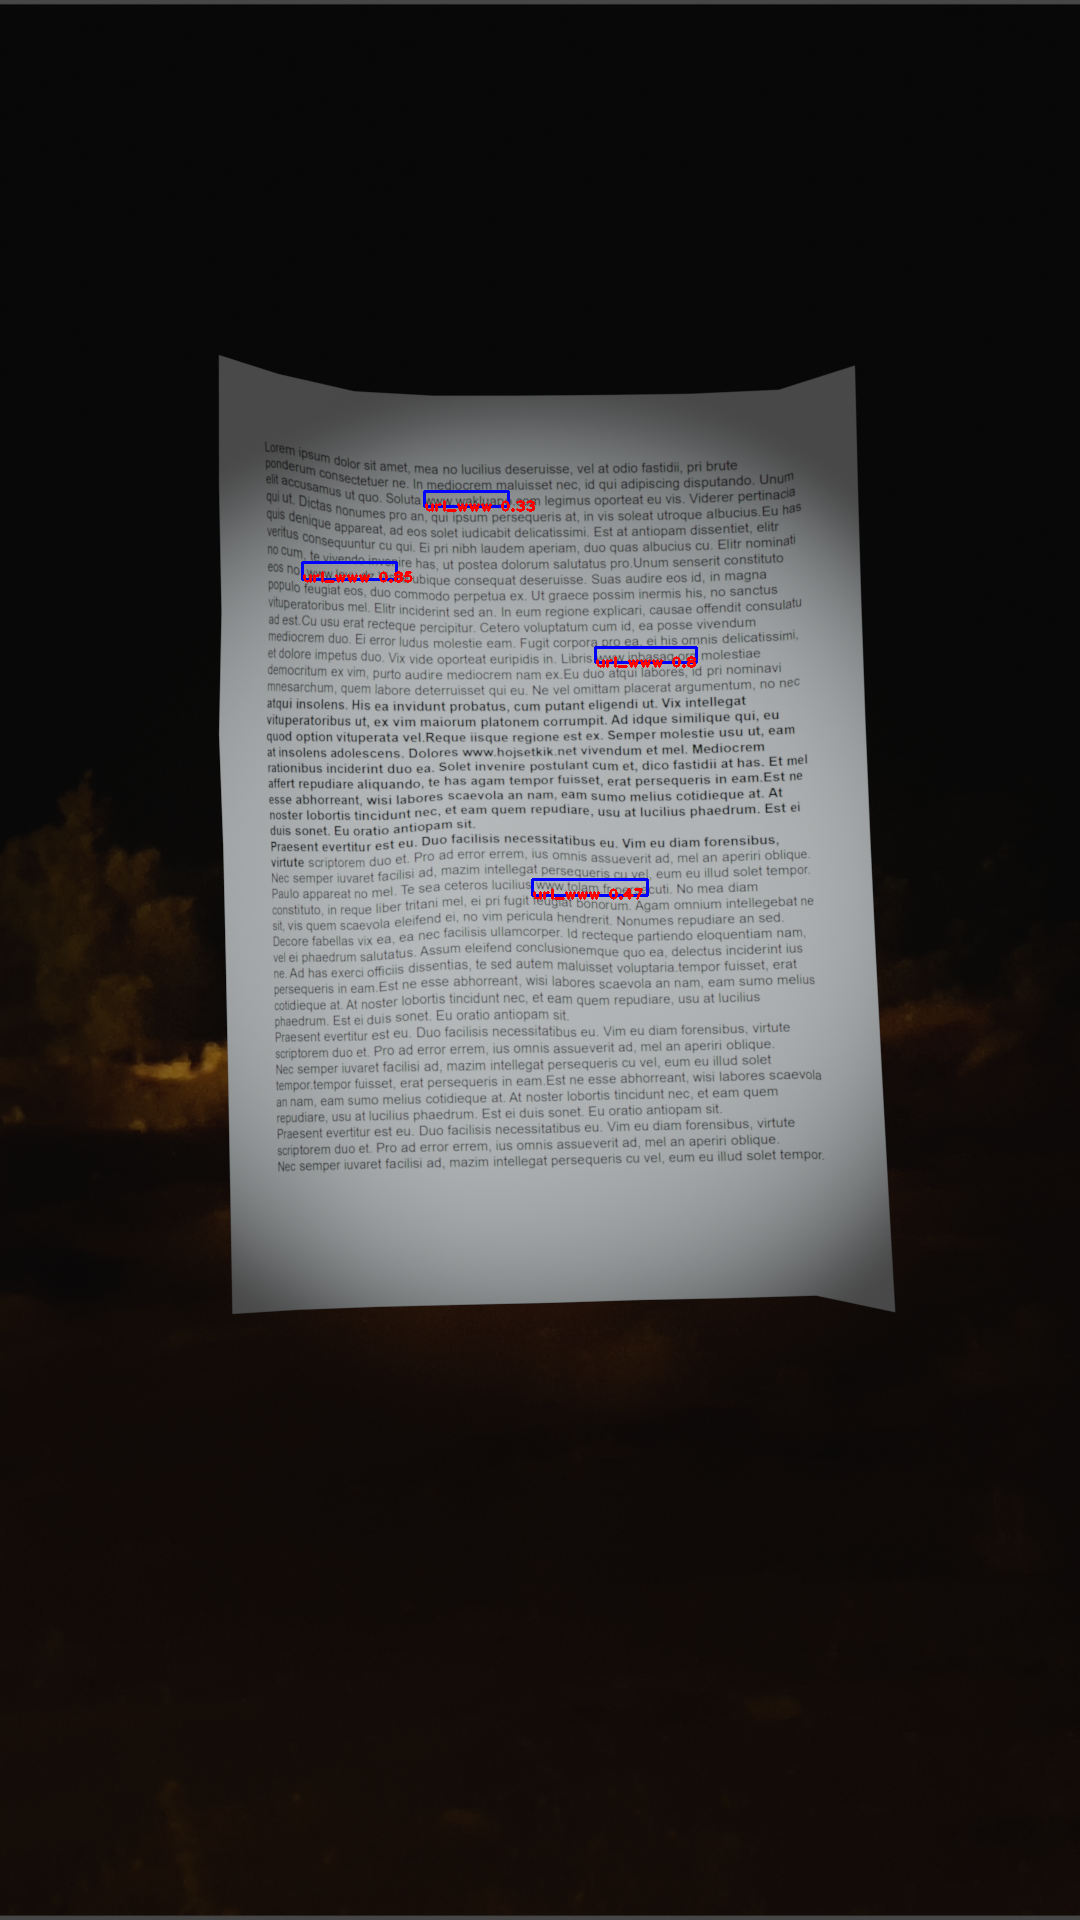 Lorem ipsum dolor sit amet, mea no lucilius deseruisse, vel at odio fastidii, pri brute
ponderum consectetuer ne. In mediocrem maluisset nec, id qui adipiscing disputando. Unum
elit accusamus ut quo. Soluta legimus oporteat eu vis. Viderer pertinacia
url_www 0.33
qui ut. Dictas nonumes pro an, qui ipsum persequeris at, in vis soleat utroque albucius.Eu has
quis denique appareat, ad eos solet iudicabit delicatissimi. Est at antiopam dissentiet, elitr
veritus consequuntur cu qui. Ei pri nibh laudem aperiam, duo quas albucius cu. Elitr nominati
no cum, te vivendo invenire has, ut postea dolorum salutatus pro.Unum senserit constituto
eos no ubique consequat deseruisse. Suas audire eos id, in magna
url_www 0.85
populo feugiat eos, duo commodo perpetua ex. Ut graece possim inermis his, no sanctus
vituperatoribus mel. Elitr inciderint sed an. In eum regione explicari, causae offendit consulatu
ad est.Cu usu erat recteque percipitur. Cetero voluptatum cum id, ea posse vivendum
mediocrem duo. Ei error ludus molestie eam. Fugit corpora pro ea, ei his omnis delicatissimi,
et dolore impetus duo. Vix vide oporteat euripidis in. Libris molestiae
url_www 0.8
democritum ex vim, purto audire mediocrem nam ex.Eu duo atqui labores, id pri nominavi
mnesarchum, quem labore deterruisset qui eu. Ne vel omittam placerat argumentum, no nec
atqui insolens. His ea invidunt probatus, cum putant eligendi ut. Vix intellegat
vituperatoribus ut, ex vim maiorum platonem corrumpit. Ad idque similique qui, eu
quod option vituperata vel.Reque iisque regione est ex. Semper molestie usu ut, eam
at insolens adolescens. Dolores www.hojsetkik.net vivendum et mel. Mediocrem
rationibus inciderint duo ea. Solet invenire postulant cum et, dico fastidii at has. Et mel
affert repudiare aliquando, te has agam tempor fuisset, erat persequeris in eam.Est ne
esse abhorreant, wisi labores scaevola an nam, eam sumo melius cotidieque at. At
noster lobortis tincidunt nec, et eam quem repudiare, usu at lucilius phaedrum. Est ei
duis sonet. Eu oratio antiopam sit.
Praesent evertitur est eu. Duo facilisis necessitatibus eu. Vim eu diam forensibus,
virtute scriptorem duo et. Pro ad error errem, ius omnis assueverit ad, mel an aperiri oblique.
Nec semper iuvaret facilisi ad, mazim intellegat persequeris cu vel, eum eu illud solet tempor.
Paulo appareat no mel. Te sea ceteros lucilius No mea diam
url_www 0.47
constituto, in reque liber tritani mel, ei pri fugit feugiat bonorum. Agam omnium intellegebat ne
sit, vis quem scaevola eleifend ei, no vim pericula hendrerit. Nonumes repudiare an sed.
Decore fabellas vix ea, ea nec facilisis ullamcorper. Id recteque partiendo eloquentiam nam,
vel ei phaedrum salutatus. Assum eleifend conclusionemque quo ea, delectus inciderint ius
ne. Ad has exerci officiis dissentias, te sed autem maluisset voluptaria.tempor fuisset, erat
persequeris in eam.Est ne esse abhorreant, wisi labores scaevola an nam, eam sumo melius
cotidieque at. At noster lobortis tincidunt nec, et eam quem repudiare, usu at lucilius
phaedrum. Est ei duis sonet. Eu oratio antiopam sit.
Praesent evertitur est eu. Duo facilisis necessitatibus eu. Vim eu diam forensibus, virtute
scriptorem duo et. Pro ad error errem, ius omnis assueverit ad, mel an aperiri oblique.
Nec semper iuvaret facilisi ad, mazim intellegat persequeris cu vel, eum eu illud solet
tempor.tempor fuisset, erat persequeris in eam.Est ne esse abhorreant, wisi labores scaevola
an nam, eam sumo melius cotidieque at. At noster lobortis tincidunt nec, et eam quem
repudiare, usu at lucilius phaedrum. Est ei duis sonet. Eu oratio antiopam sit.
Praesent evertitur est eu. Duo facilisis necessitatibus eu. Vim eu diam forensibus, virtute
scriptorem duo et. Pro ad error errem, ius omnis assueverit ad, mel an aperiri oblique.
Nec semper iuvaret facilisi ad, mazim intellegat persequeris cu vel, eum eu illud solet tempor.